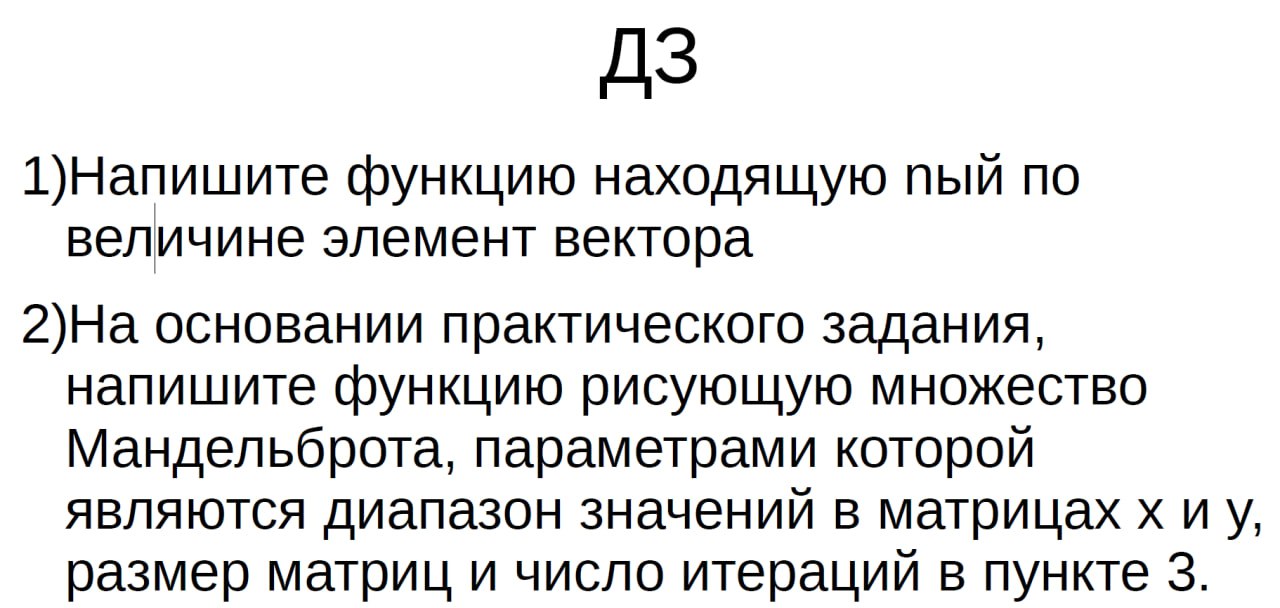 ДЗ
1)Напишите функцию находящую nый по
величине элемент вектора
2)На основании практического задания,
напишите функцию рисующую множество
Мандельброта, параметрами которой
являются диапазон значений в матрицах x и y,
размер матриц и число итераций в пункте 3.